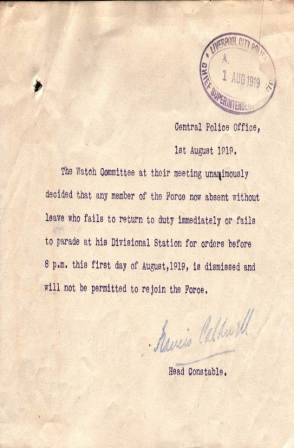 LIVERPOOL CITY POLICE
A.
1 AUG 1919
CHIEF SUPERINTENDENT
Central Police Office,
1st August 1919.
The Watch Committee at their meeting unanimously
decided that any member of the Force now absent without
leave who fails to return to duty immediately or fails
to parade at his Divisional Station for orders before
8 p.m. this first day of August,1919, is dismissed and
will not be permitted to rejoin the Force.
Francis Caldwell
Head Constable.